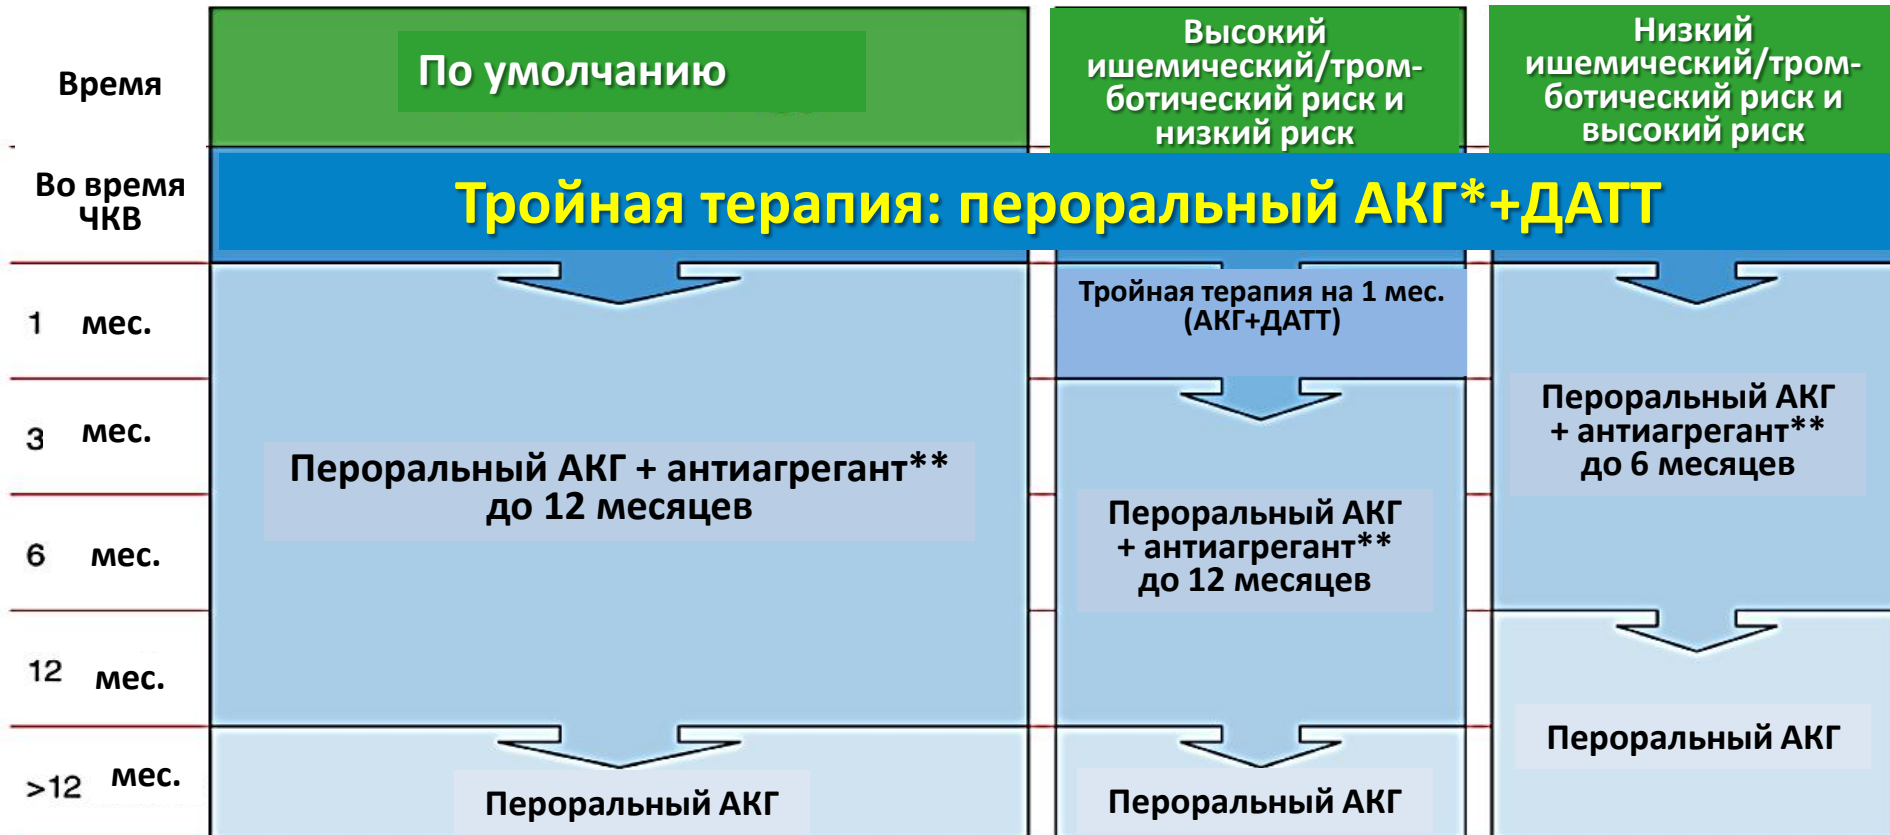 Время
По умолчанию
Высокий
ишемический/тром-
ботический риск и
низкий риск
Низкий
ишемический/тром-
ботический риск и
высокий риск
Во время
ЧКВ
Тройная терапия: пероральный АКГ*+ДАТТ
1 мес.
Тройная терапия на 1 мес.
(АКГ+ДАТТ)
3 мес.
Пероральный АКГ + антиагрегант**
до 12 месяцев
Пероральный АКГ
+ антиагрегант**
до 6 месяцев
6 мес.
Пероральный АКГ
+ антиагрегант**
до 12 месяцев
12 мес.
Пероральный АКГ
>12 мес.
Пероральный АКГ
Пероральный АКГ